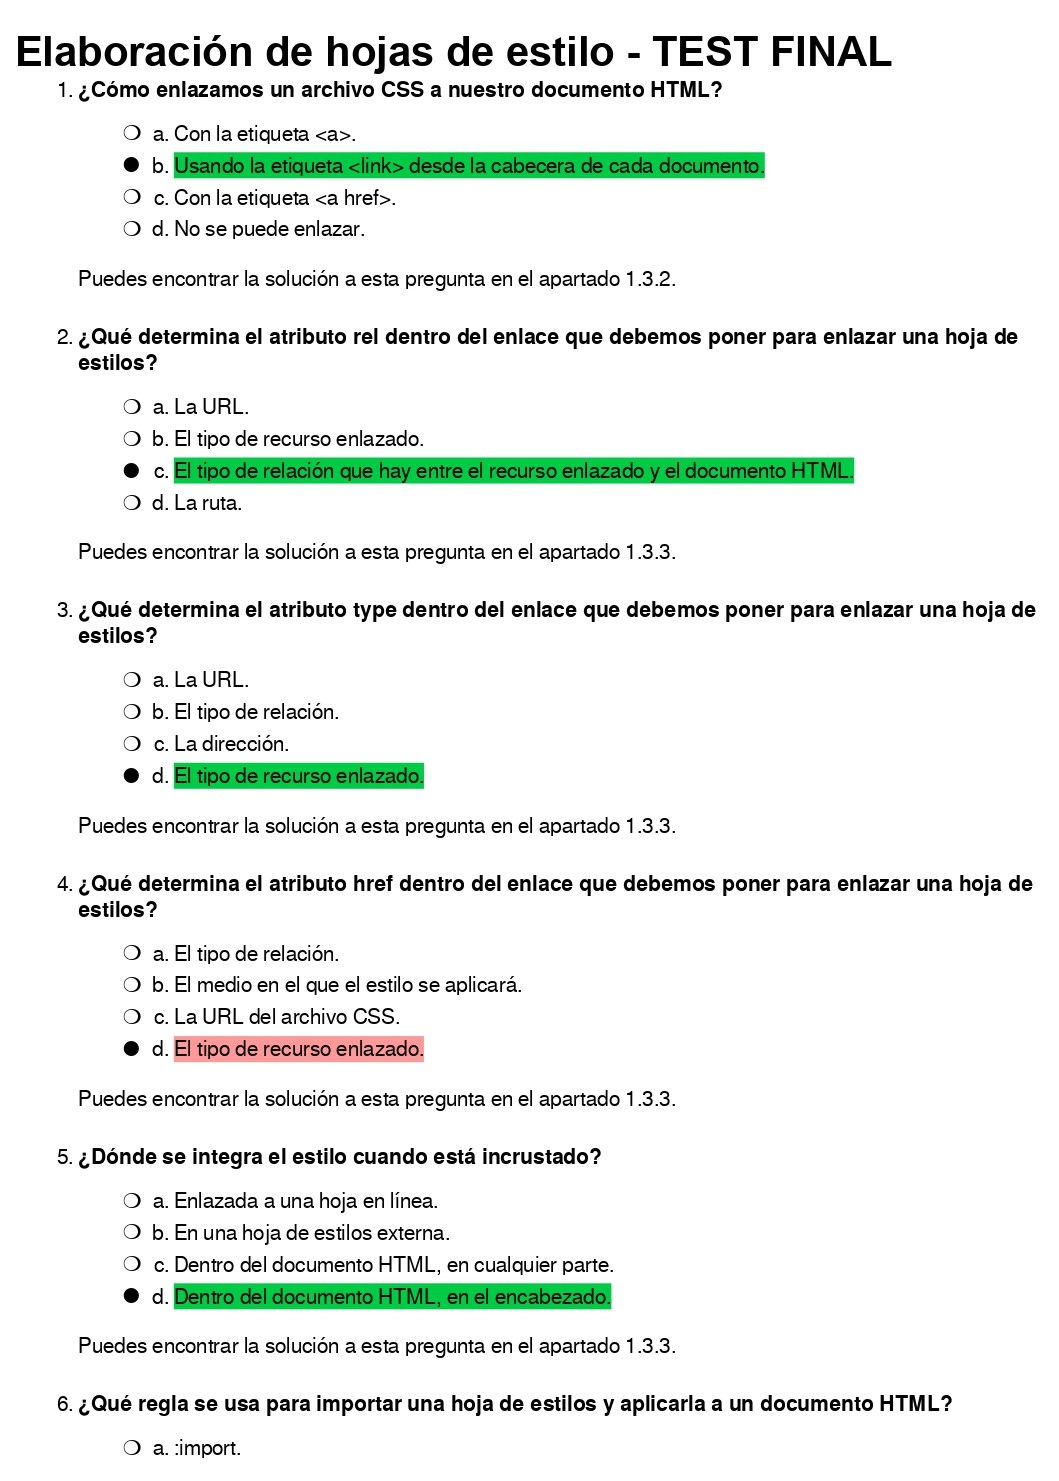 Elaboración de hojas de estilo - TEST FINAL
1. ¿Cómo enlazamos un archivo CSS a nuestro documento HTML?
a. Con la etiqueta <a>.
b. Usando la etiqueta <link> desde la cabecera de cada documento.
c. Con la etiqueta <a href>.
d. No se puede enlazar.
Puedes encontrar la solución a esta pregunta en el apartado 1.3.2.
2. ¿Qué determina el atributo rel dentro del enlace que debemos poner para enlazar una hoja de
estilos?
a. La URL.
b. El tipo de recurso enlazado.
c. El tipo de relación que hay entre el recurso enlazado y el documento HTML.
d. La ruta.
Puedes encontrar la solución a esta pregunta en el apartado 1.3.3.
3. ¿Qué determina el atributo type dentro del enlace que debemos poner para enlazar una hoja de
estilos?
a. La URL.
b. El tipo de relación.
c. La dirección.
d. El tipo de recurso enlazado.
Puedes encontrar la solución a esta pregunta en el apartado 1.3.3.
4. ¿Qué determina el atributo href dentro del enlace que debemos poner para enlazar una hoja de
estilos?
a. El tipo de relación.
b. El medio en el que el estilo se aplicará.
c. La URL del archivo CSS.
d. El tipo de recurso enlazado.
Puedes encontrar la solución a esta pregunta en el apartado 1.3.3.
5. ¿Dónde se integra el estilo cuando está incrustado?
a. Enlazada a una hoja en línea.
b. En una hoja de estilos externa.
c. Dentro del documento HTML, en cualquier parte.
d. Dentro del documento HTML, en el encabezado.
Puedes encontrar la solución a esta pregunta en el apartado 1.3.3.
6. ¿Qué regla se usa para importar una hoja de estilos y aplicarla a un documento HTML?
a. :import.